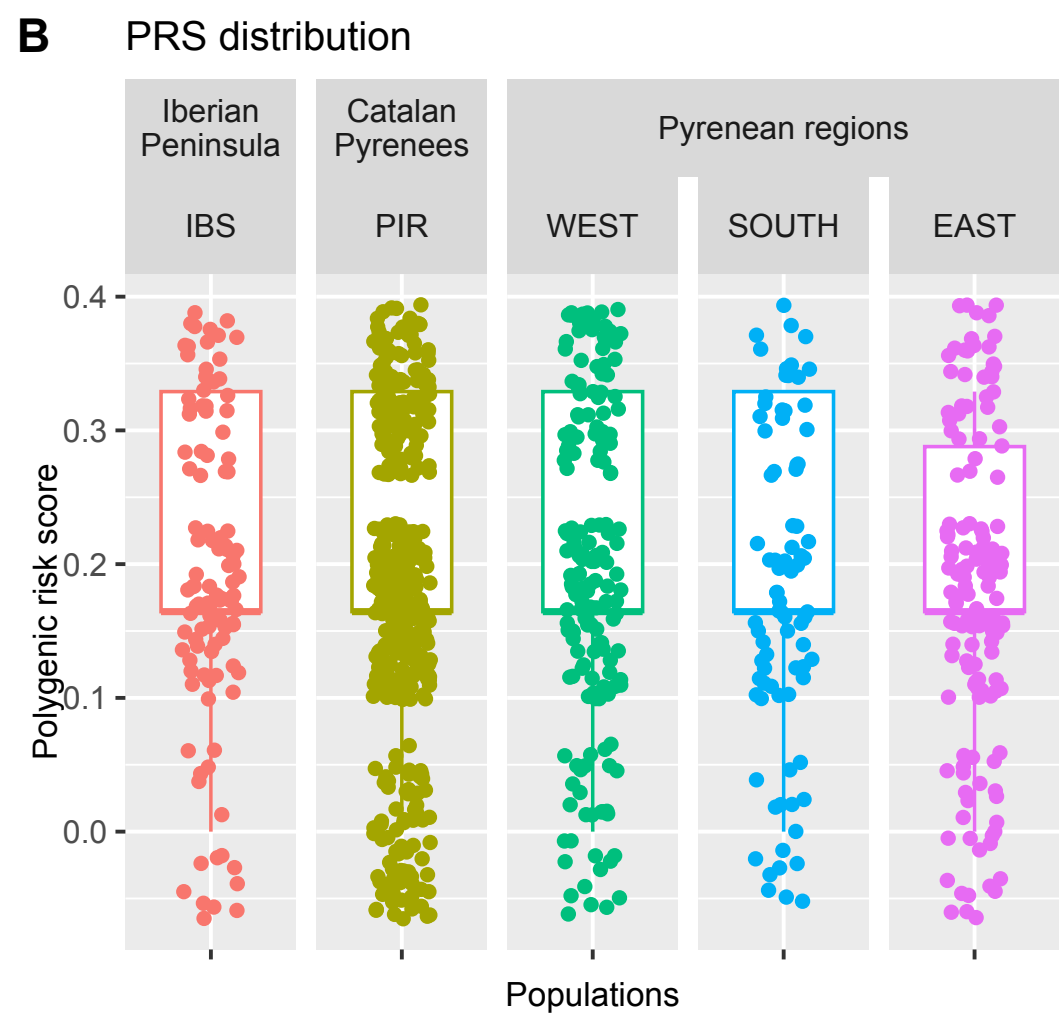 B PRS distribution
Iberian
Peninsula
Catalan
Pyrenees
Pyrenean regions
IBS
PIR
WEST
SOUTH
EAST
Polygenic risk score
0.4
0.3
0.2
0.1
0.0
Populations